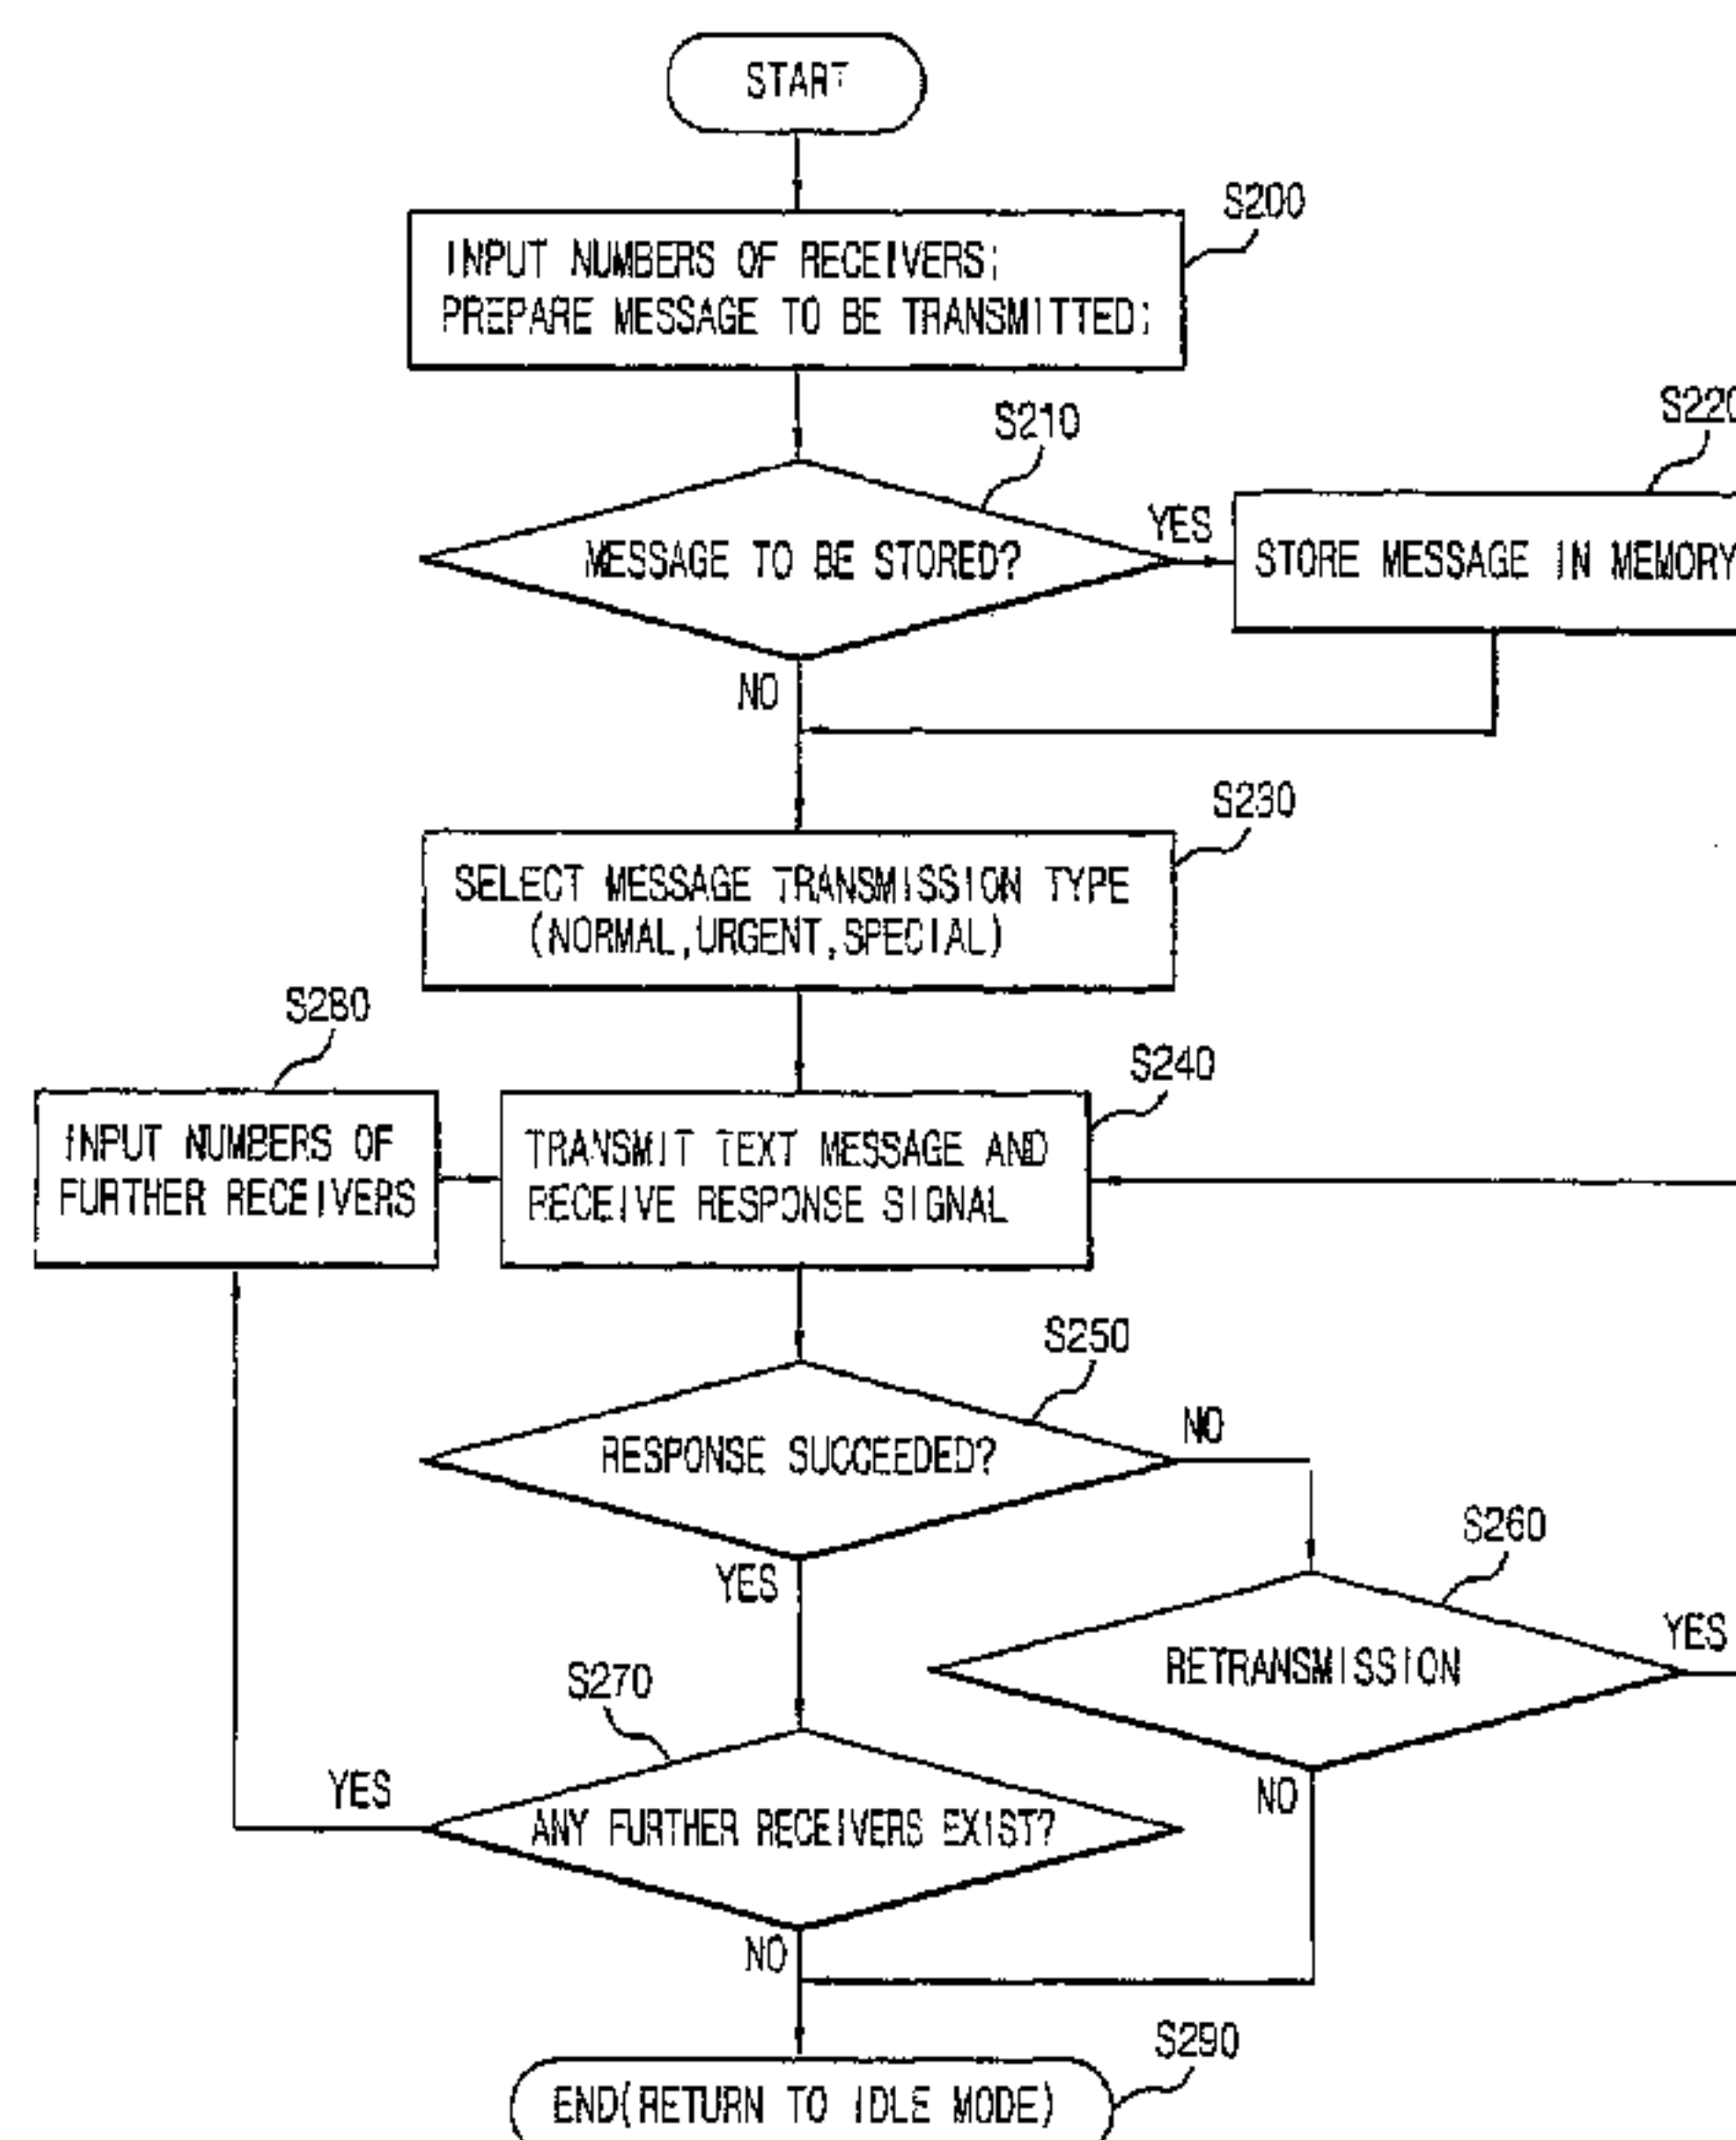 START
S200
INPUT NUMBERS OF RECEIVERS;
PREPARE MESSAGE TO BE TRANSMITTED;
S210
S220
MESSAGE TO BE STORED?
YES
STORE MESSAGE IN MEMORY
NO
S230
SELECT MESSAGE TRANSMISSION TYPE
(NORMAL,URGENT,SPECIAL)
S280
S240
INPUT NUMBERS OF
FURTHER RECEIVERS
TRANSMIT TEXT MESSAGE AND
RECEIVE RESPONSE SIGNAL
S250
RESPONSE SUCCEEDED?
NO
YES
S260
RETRANSMISSION
YES
NO
S270
YES
ANY FURTHER RECEIVERS EXIST?
NO
S290
END(RETURN TO IDLE MODE)